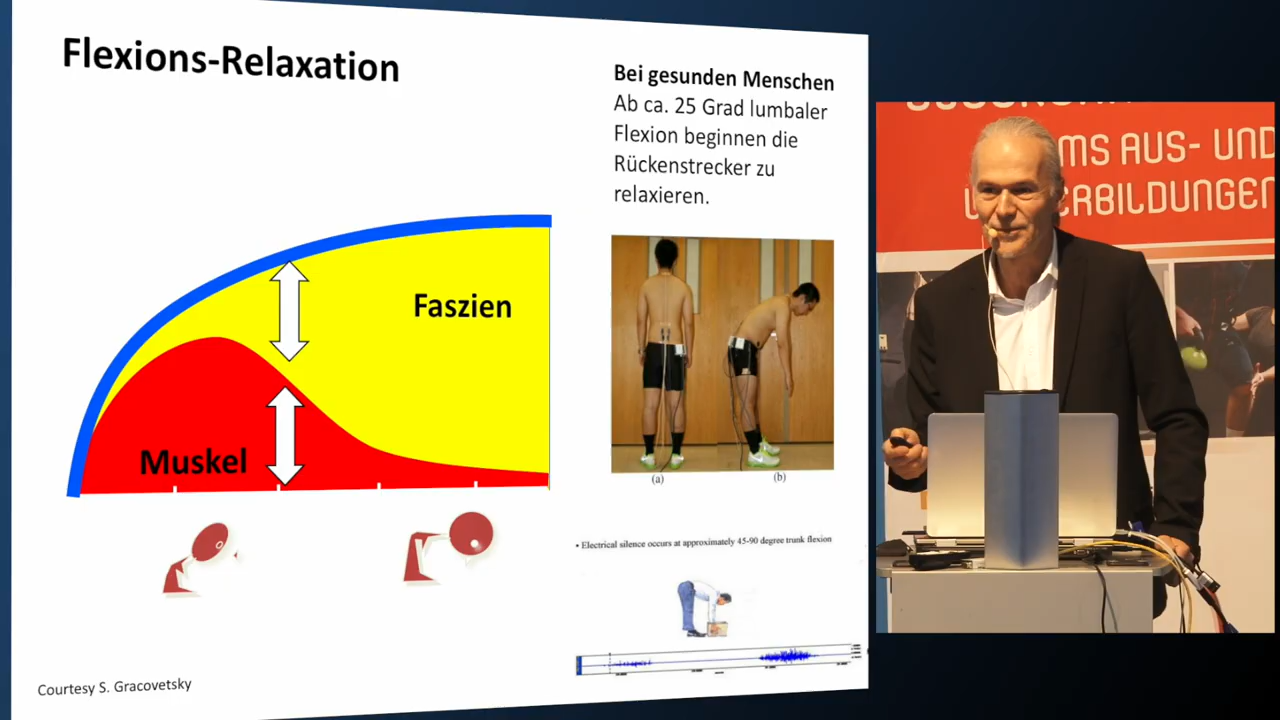 Flexions-Relaxation
Bei gesunden Menschen
Ab ca. 25 Grad lumbaler
Flexion beginnen die
Rückenstrecker zu
relaxieren.
Faszien
Muskel
(a) (b)
• Electrical silence occurs at approximately 45-90 degree trunk flexion
Courtesy S. Gracovetsky
MS AUS- UND
ERBILDUNGEN